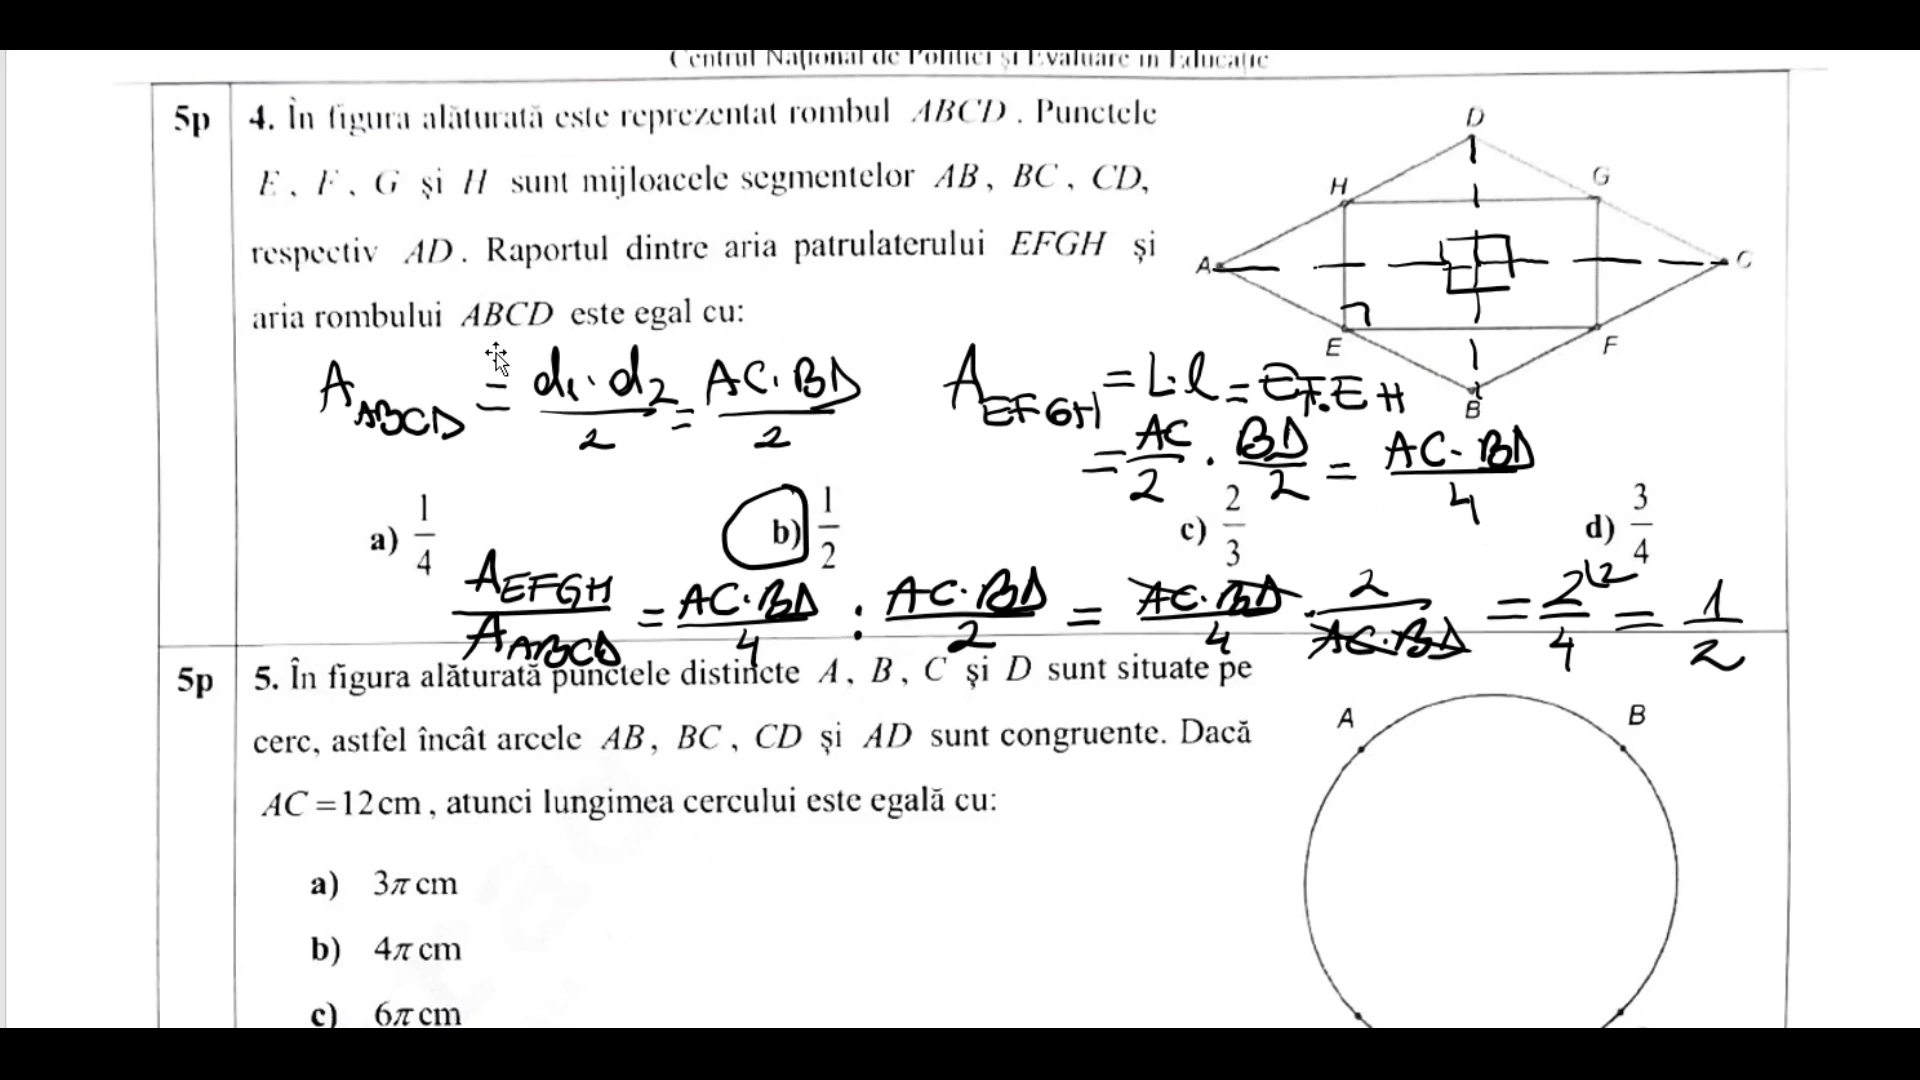 Centrul Național de Politici și Evaluare în Educație
5p
4. În figura alăturată este reprezentat rombul ABCD. Punctele
E, F, G și H sunt mijloacele segmentelor AB, BC, CD,
respectiv AD. Raportul dintre aria patrulaterului EFGH și
aria rombului ABCD este egal cu:
D
H G
A C
E F
B
A_ABCD = d1·d2/2 = AC·BD/2
A_EFGH = L·l = EF·EH
= AC/2 · BD/2 = AC·BD/4
a) 1/4 b) 1/2 c) 2/3 d) 3/4
A_EFGH/A_ABCD = AC·BD/4 : AC·BD/2 = AC·BD/4 · 2/AC·BD = 2/4 (2 = 1/2
5p
5. În figura alăturată punctele distincte A, B, C și D sunt situate pe
cerc, astfel încât arcele AB, BC, CD și AD sunt congruente. Dacă
AC = 12 cm, atunci lungimea cercului este egală cu:
A B
a) 3π cm
b) 4π cm
c) 6π cm